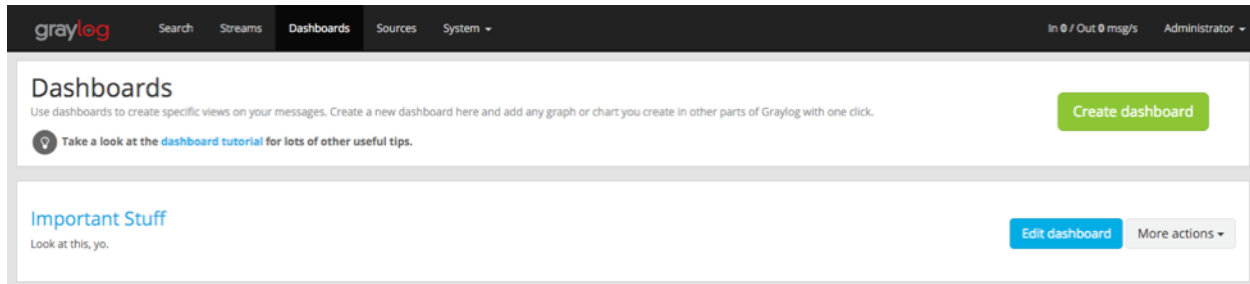 graylog Search Streams Dashboards Sources System In 0 / Out 0 msg/s Administrator
Dashboards
Use dashboards to create specific views on your messages. Create a new dashboard here and add any graph or chart you create in other parts of Graylog with one click.
Create dashboard
Take a look at the dashboard tutorial for lots of other useful tips.
Important Stuff
Look at this, yo.
Edit dashboard More actions